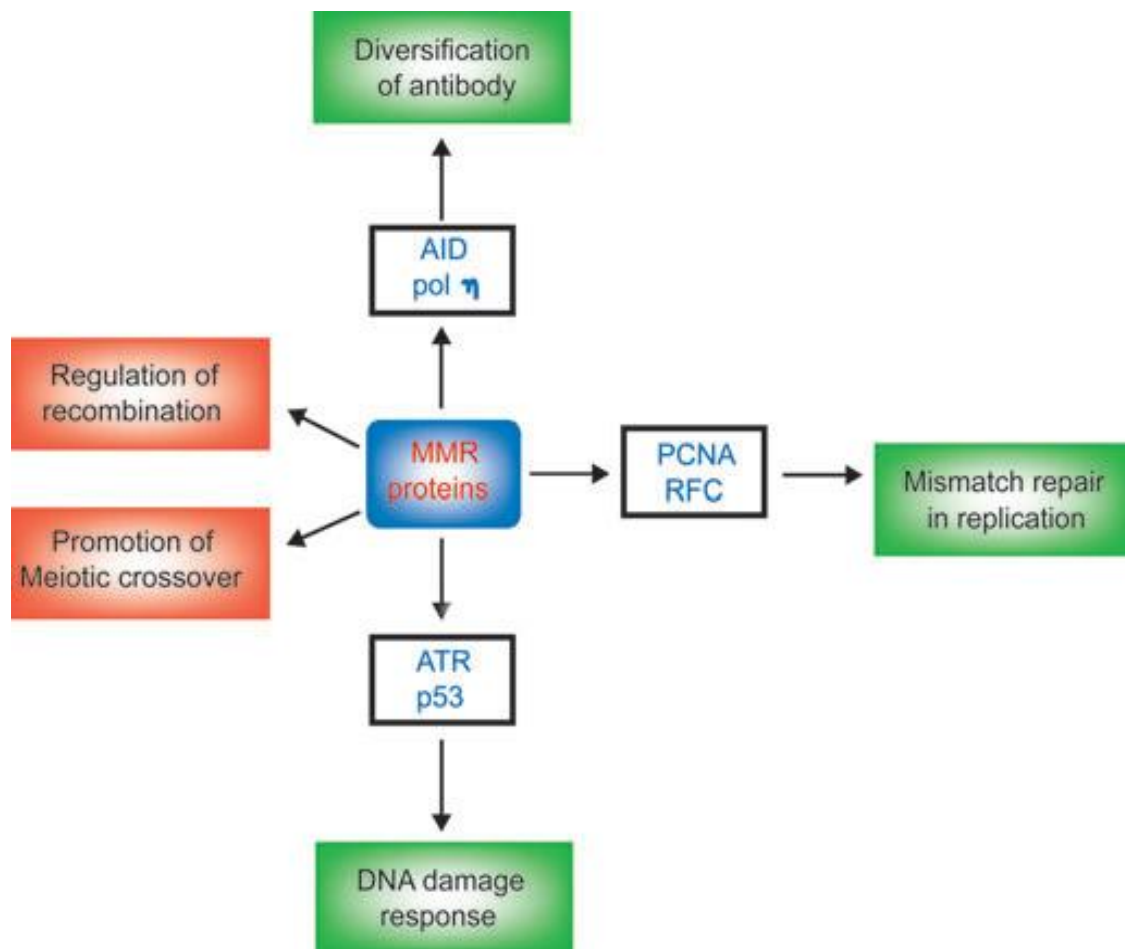 Diversification
of antibody
AID
pol η
Regulation of
recombination
MMR
proteins
PCNA
RFC
Mismatch repair
in replication
Promotion of
Meiotic crossover
ATR
p53
DNA damage
response